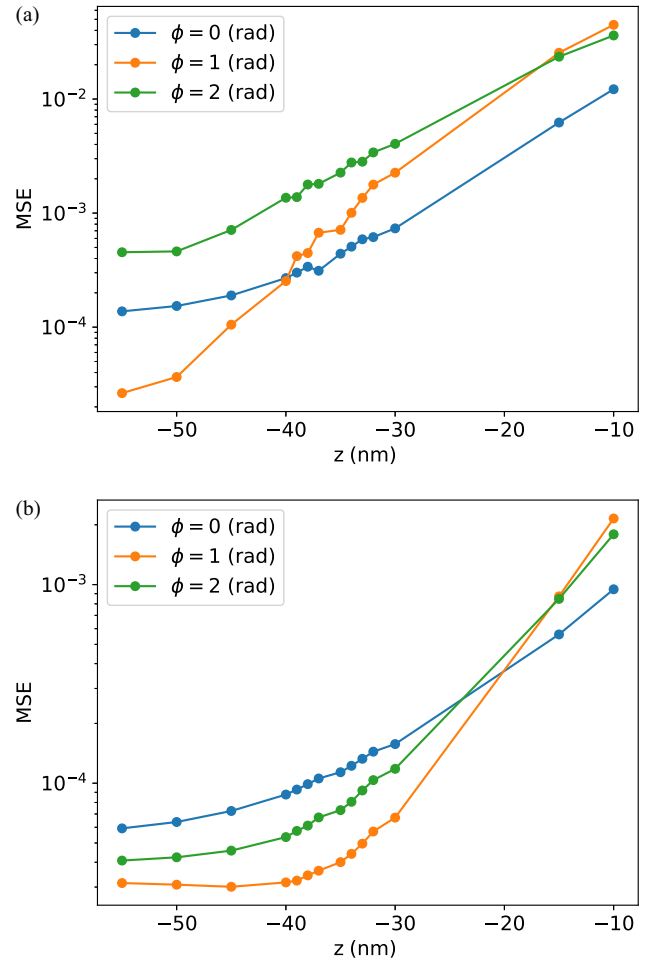 (a)
ϕ = 0 (rad)
ϕ = 1 (rad)
ϕ = 2 (rad)
MSE
10⁻²
10⁻³
10⁻⁴
−50 −40 −30 −20 −10
z (nm)
(b)
ϕ = 0 (rad)
ϕ = 1 (rad)
ϕ = 2 (rad)
MSE
10⁻³
10⁻⁴
−50 −40 −30 −20 −10
z (nm)